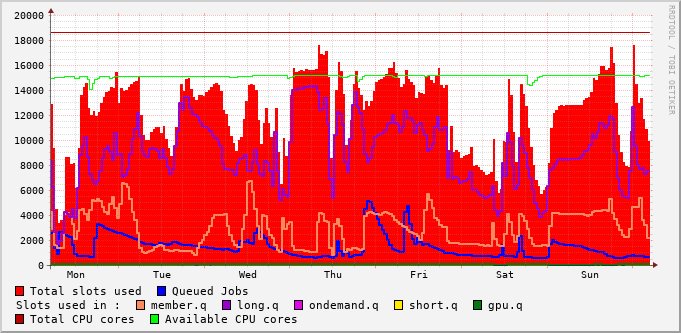 20000
18000
16000
14000
12000
10000
8000
6000
4000
2000
0
Mon Tue Wed Thu Fri Sat Sun
RRDTOOL / TOBI OETIKER
Total slots used Queued Jobs
Slots used in : member.q long.q ondemand.q short.q gpu.q
Total CPU cores Available CPU cores